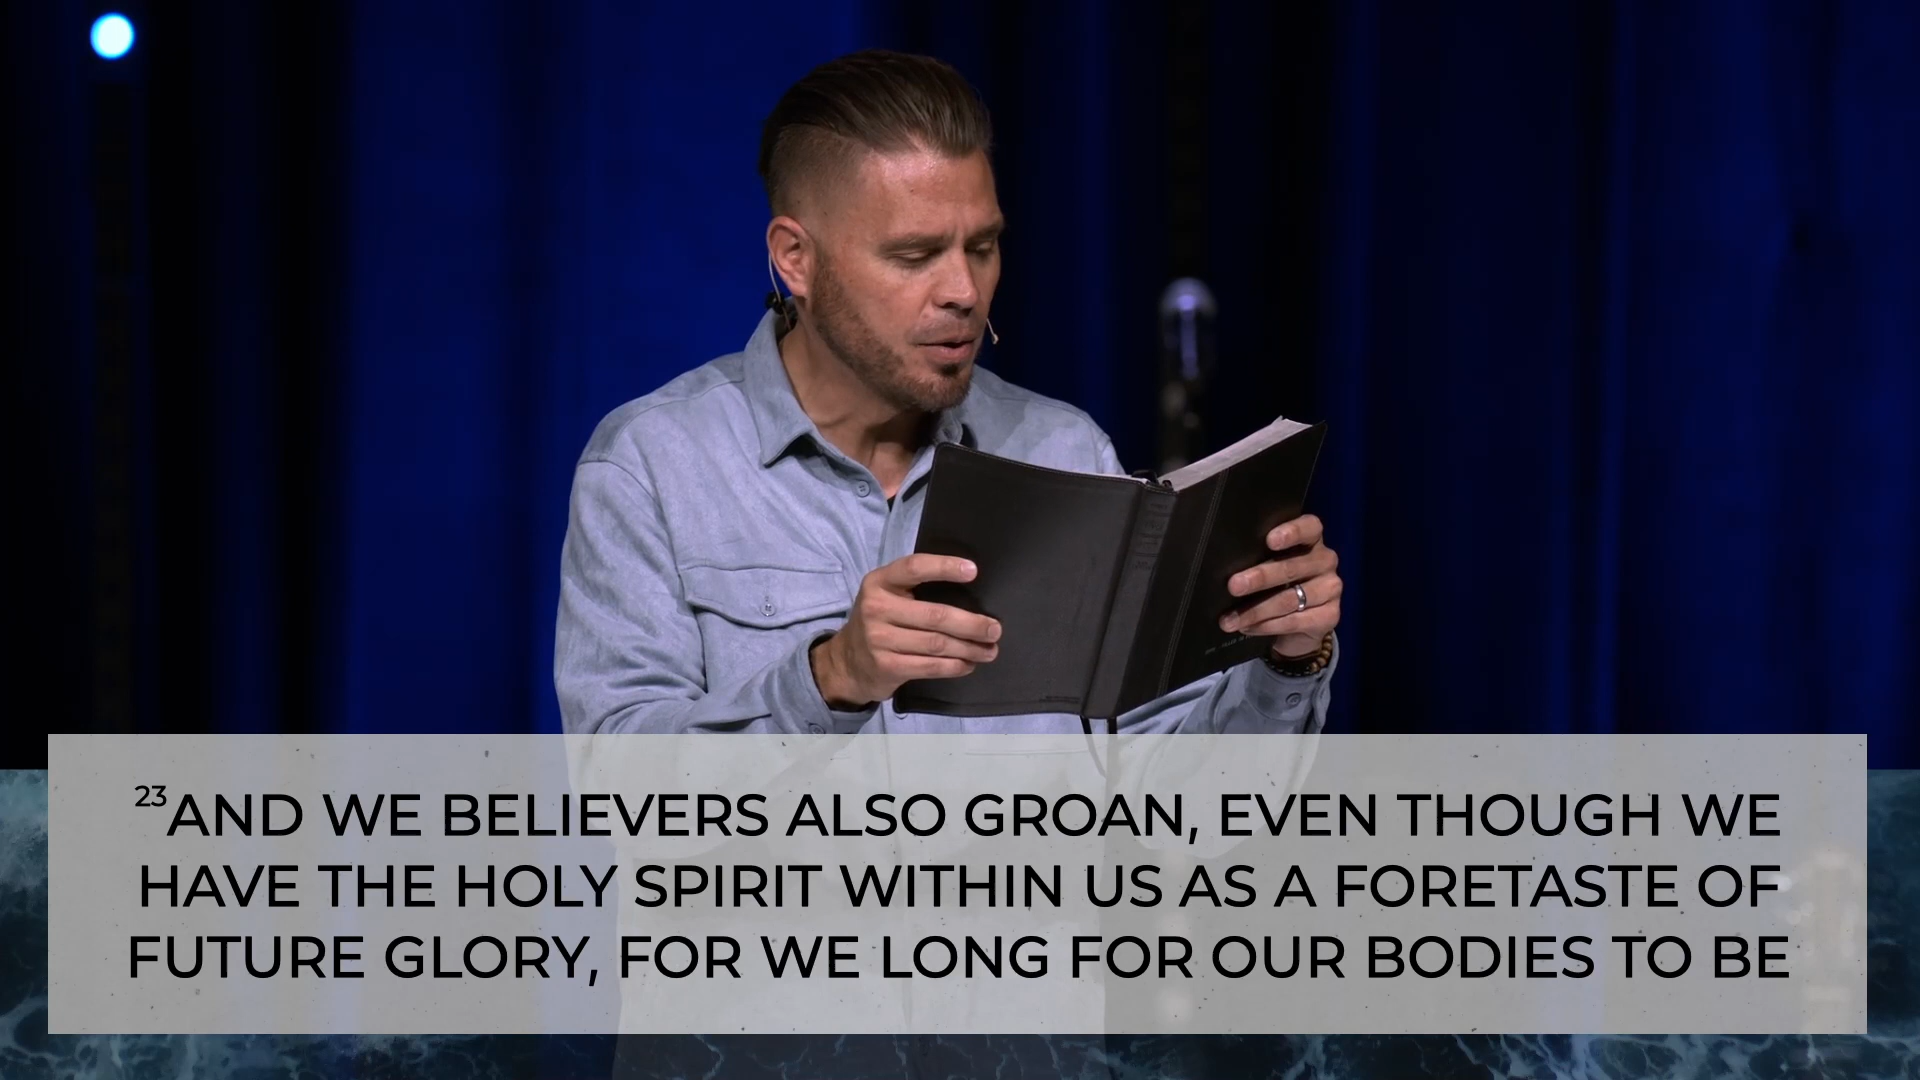 23AND WE BELIEVERS ALSO GROAN, EVEN THOUGH WE
HAVE THE HOLY SPIRIT WITHIN US AS A FORETASTE OF
FUTURE GLORY, FOR WE LONG FOR OUR BODIES TO BE